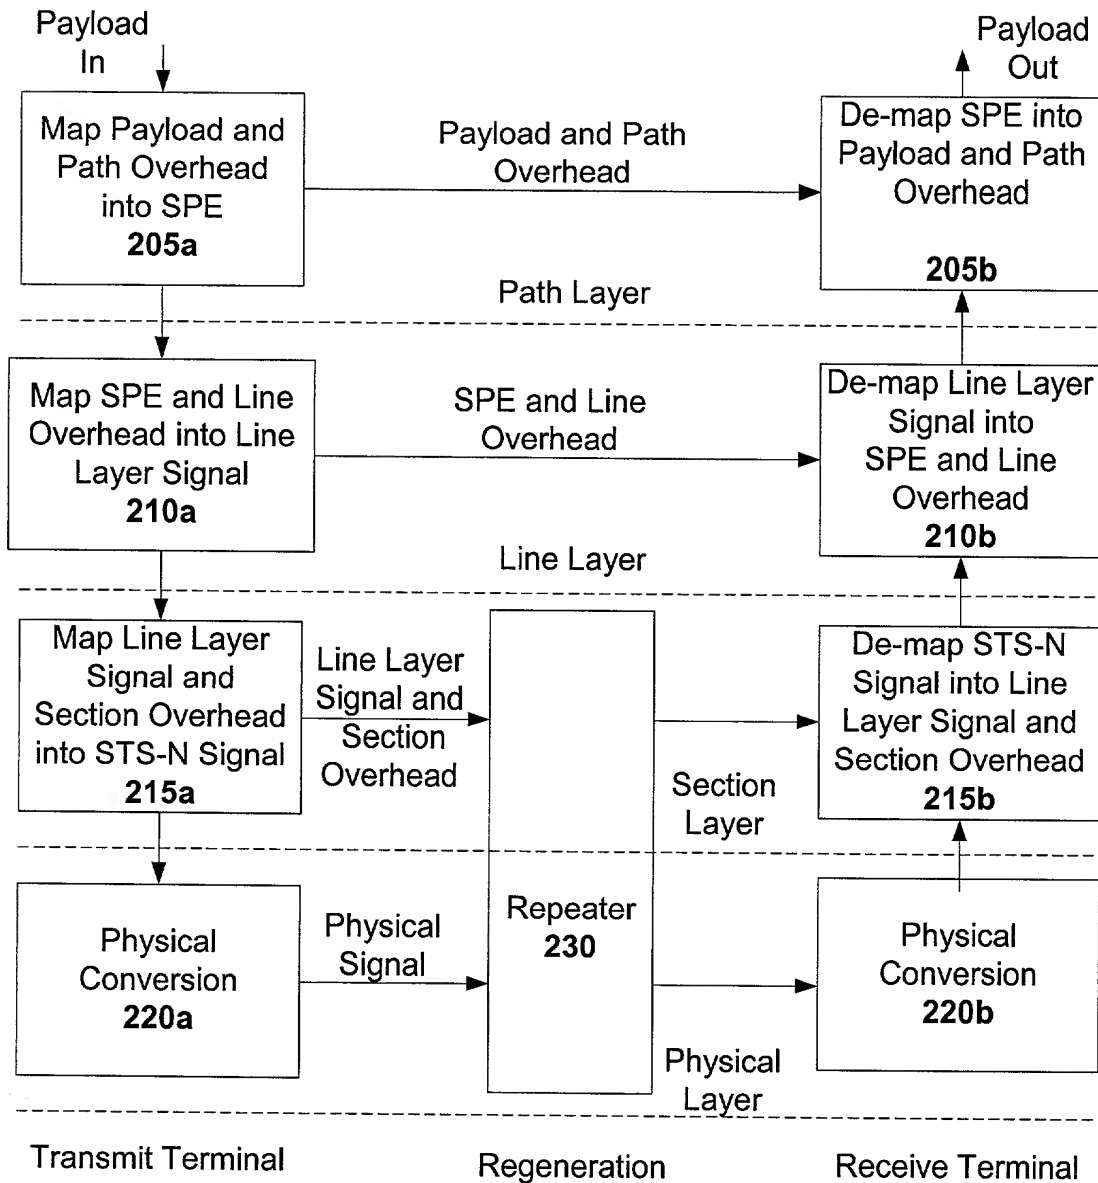 Payload
In
Payload
Out
Map Payload and
Path Overhead
into SPE
205a
Payload and Path
Overhead
De-map SPE into
Payload and Path
Overhead
205b
Path Layer
Map SPE and Line
Overhead into Line
Layer Signal
210a
SPE and Line
Overhead
De-map Line Layer
Signal into
SPE and Line
Overhead
210b
Line Layer
Map Line Layer
Signal and
Section Overhead
into STS-N Signal
215a
Line Layer
Signal and
Section
Overhead
De-map STS-N
Signal into Line
Layer Signal and
Section Overhead
215b
Section
Layer
Physical
Conversion
220a
Physical
Signal
Repeater
230
Physical
Conversion
220b
Physical
Layer
Transmit Terminal
Regeneration
Receive Terminal